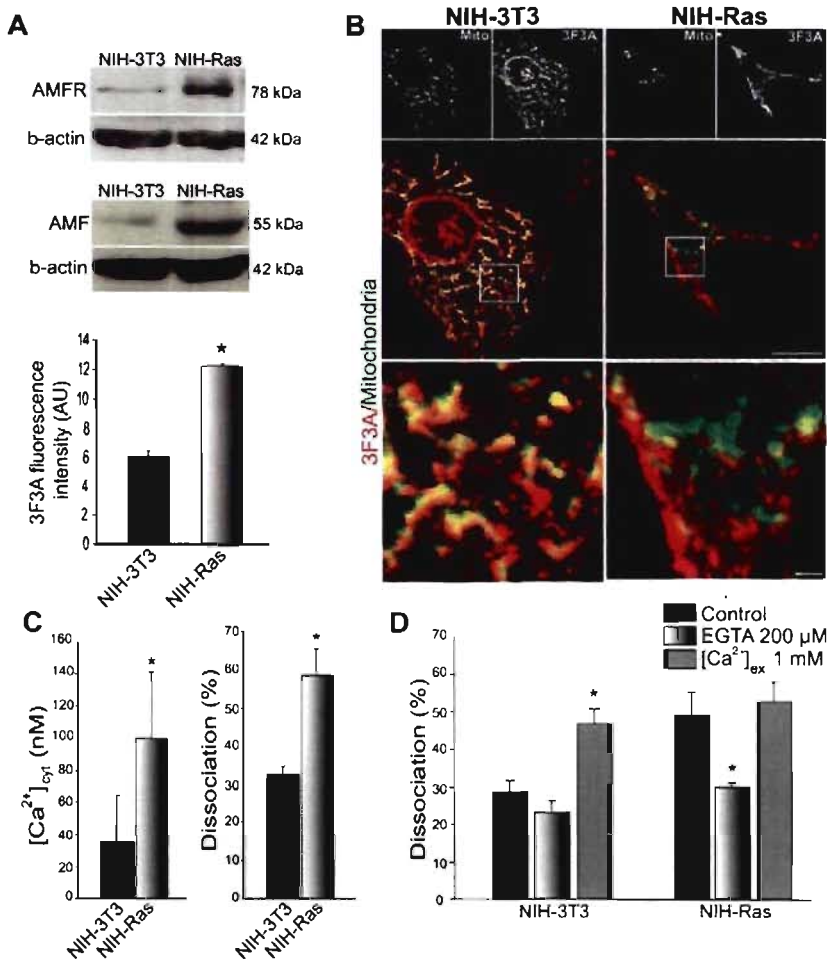 A
NIH-3T3 NIH-Ras
AMFR
78 kDa
b-actin
42 kDa
NIH-3T3 NIH-Ras
AMF
55 kDa
b-actin
42 kDa
3F3A fluorescence
intensity (AU)
14
12
10
8
6
4
2
0
*
NIH-3T3
NIH-Ras
B
NIH-3T3
NIH-Ras
Mito
3F3A
Mito
3F3A
3F3A/Mitochondria
C
[Ca²⁺]cyt (nM)
160
140
120
100
80
60
40
20
0
*
NIH-3T3
NIH-Ras
Dissociation (%)
70
60
50
40
30
20
10
0
*
NIH-3T3
NIH-Ras
D
Control
EGTA 200 µM
[Ca²⁺]ex 1 mM
Dissociation (%)
70
60
50
40
30
20
10
0
*
*
NIH-3T3
NIH-Ras